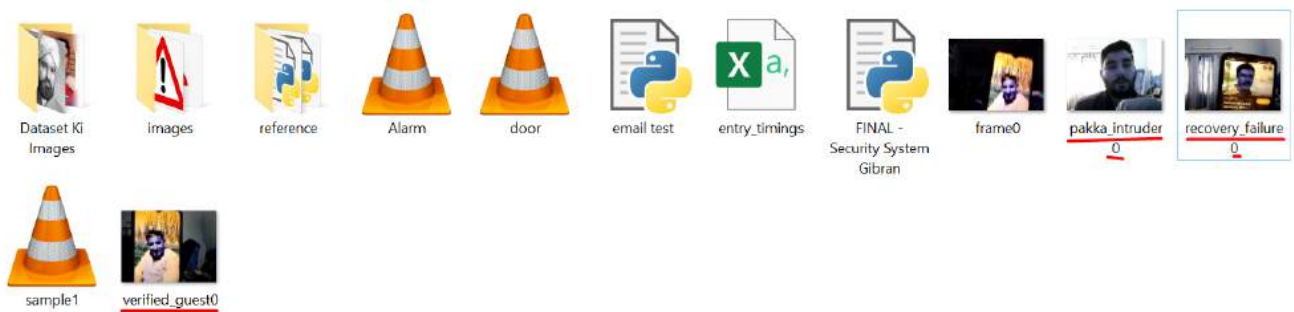 Dataset Ki
Images
images
reference
Alarm
door
email test
X a,
entry_timings
FINAL -
Security System
Gibran
frame0
pakka_intruder
0
recovery_failure
0
sample1
verified_guest0